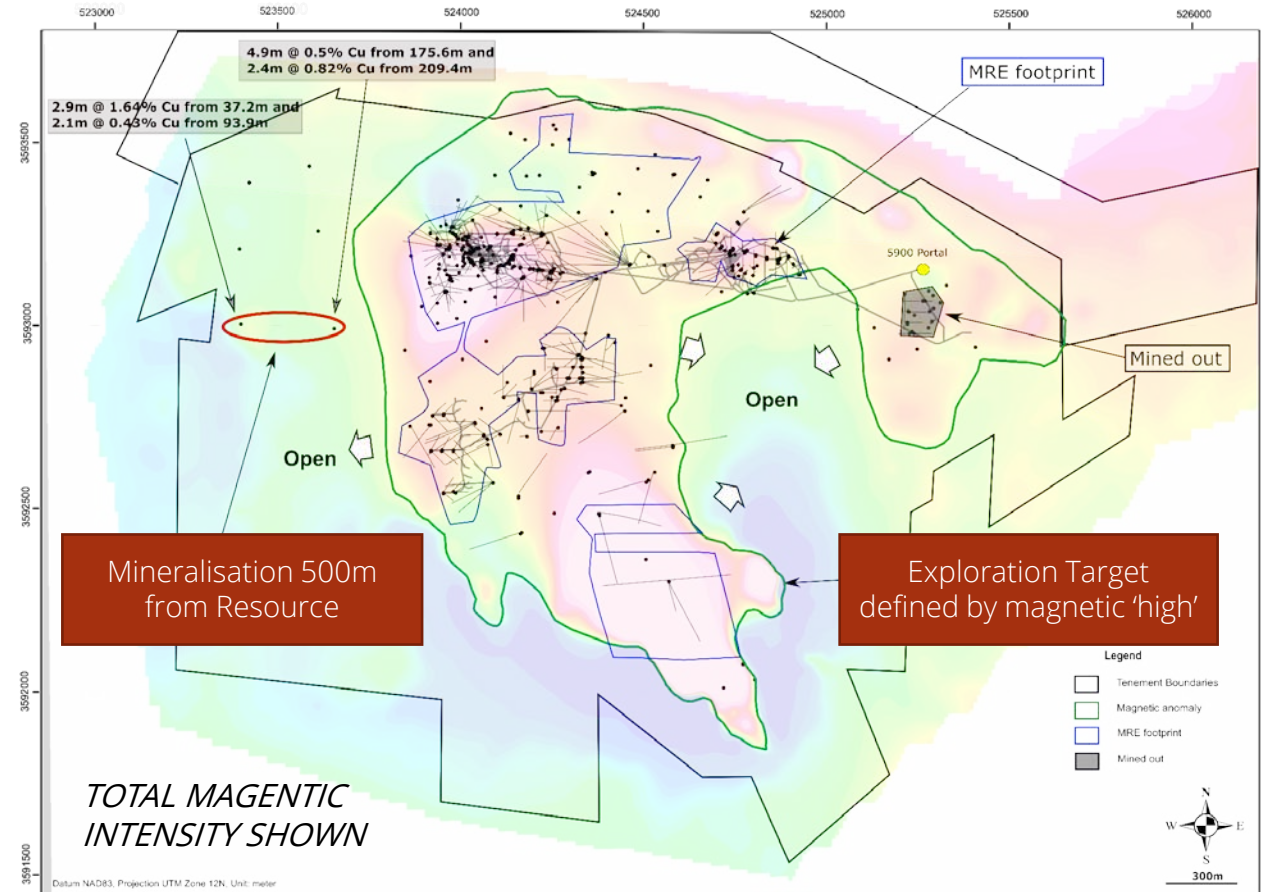 523000 523500 524000 524500 525000 525500 526000
4.9m @ 0.5% Cu from 175.6m and
2.4m @ 0.82% Cu from 209.4m
MRE footprint
2.9m @ 1.64% Cu from 37.2m and
2.1m @ 0.43% Cu from 93.9m
3593500
S900 Portal
3593000
Mined out
Open
Open
3592500
Mineralisation 500m
from Resource
Exploration Target
defined by magnetic ‘high’
Legend
Tenement Boundaries
Magnetic anomaly
MRE footprint
Mined out
3592000
TOTAL MAGENTIC
INTENSITY SHOWN
N
W E
S
300m
3591500
Datum NAD83, Projection UTM Zone 12N, Unit: meter